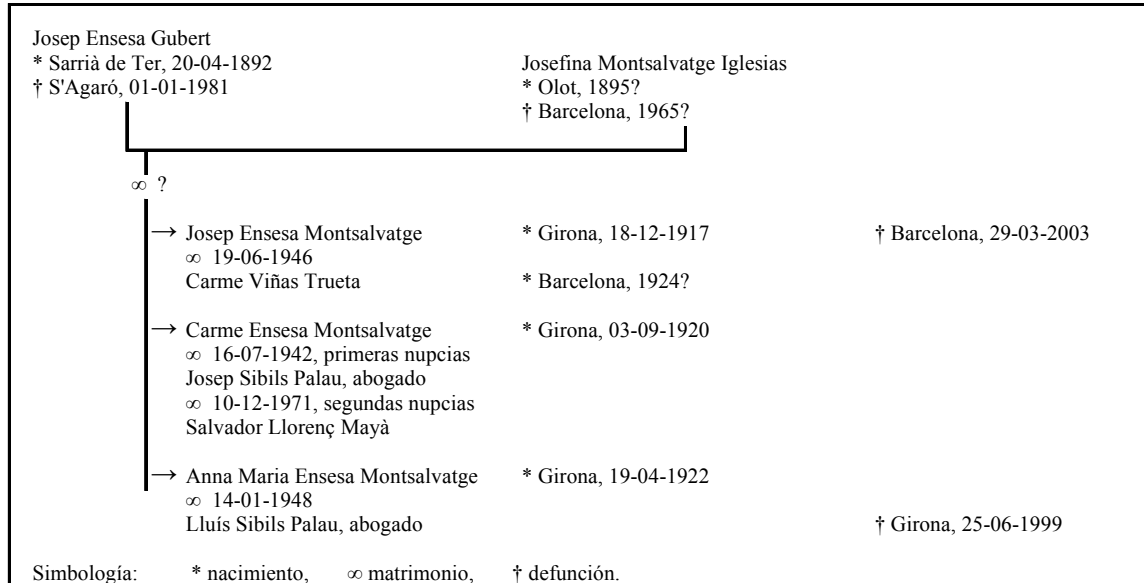 Josep Ensesa Gubert
* Sarrià de Ter, 20-04-1892
Josefina Montsalvatge Iglesias
† S'Agaró, 01-01-1981
* Olot, 1895?
† Barcelona, 1965?
∞ ?
→ Josep Ensesa Montsalvatge * Girona, 18-12-1917 † Barcelona, 29-03-2003
∞ 19-06-1946
Carme Viñas Trueta * Barcelona, 1924?
→ Carme Ensesa Montsalvatge * Girona, 03-09-1920
∞ 16-07-1942, primeras nupcias
Josep Sibils Palau, abogado
∞ 10-12-1971, segundas nupcias
Salvador Llorenç Mayà
→ Anna Maria Ensesa Montsalvatge * Girona, 19-04-1922
∞ 14-01-1948
Lluís Sibils Palau, abogado † Girona, 25-06-1999
Simbología: * nacimiento, ∞ matrimonio, † defunción.